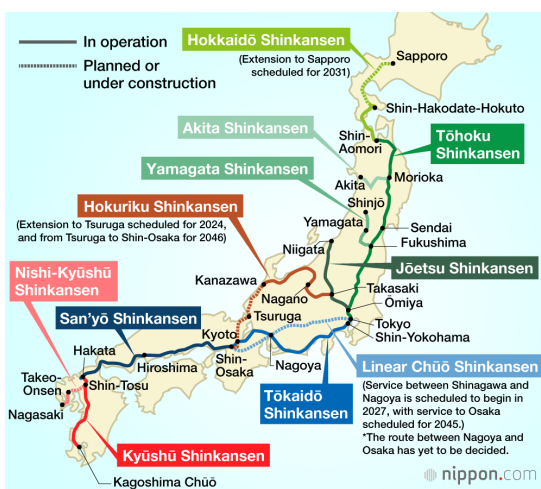 In operation
Planned or
under construction
Hokkaidō Shinkansen
(Extension to Sapporo
scheduled for 2031)
Sapporo
Shin-Hakodate-Hokuto
Akita Shinkansen
Shin-
Aomori
Tōhoku
Shinkansen
Yamagata Shinkansen
Akita
Morioka
Hokuriku Shinkansen
(Extension to Tsuruga scheduled for 2024,
and from Tsuruga to Shin-Osaka for 2046)
Shinjō
Yamagata
Sendai
Fukushima
Niigata
Nishi-Kyūshū
Shinkansen
Kanazawa
Jōetsu Shinkansen
Nagano
Takasaki
Ōmiya
San’yō Shinkansen
Tsuruga
Tokyo
Shin-Yokohama
Kyoto
Hakata
Hiroshima
Shin-
Osaka
Nagoya
Linear Chūō Shinkansen
(Service between Shinagawa and
Nagoya is scheduled to begin in
2027, with service to Osaka
scheduled for 2045.)
*The route between Nagoya and
Osaka has yet to be decided.
Takeo-
Onsen
Shin-Tosu
Nagasaki
Tōkaidō
Shinkansen
Kyūshū Shinkansen
Kagoshima Chūō
nippon.com